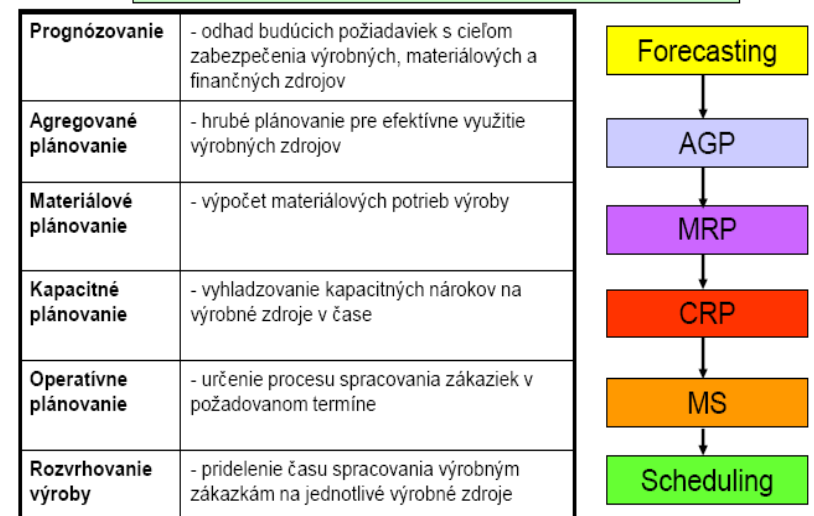 Prognózovanie
- odhad budúcich požiadaviek s cieľom
zabezpečenia výrobných, materiálových a
finančných zdrojov
Forecasting
Agregované
plánovanie
- hrubé plánovanie pre efektívne využitie
výrobných zdrojov
AGP
Materiálové
plánovanie
- výpočet materiálových potrieb výroby
MRP
Kapacitné
plánovanie
- vyhladzovanie kapacitných nárokov na
výrobné zdroje v čase
CRP
Operatívne
plánovanie
- určenie procesu spracovania zákaziek v
požadovanom termíne
MS
Rozvrhovanie
výroby
- pridelenie času spracovania výrobným
zákazkám na jednotlivé výrobné zdroje
Scheduling